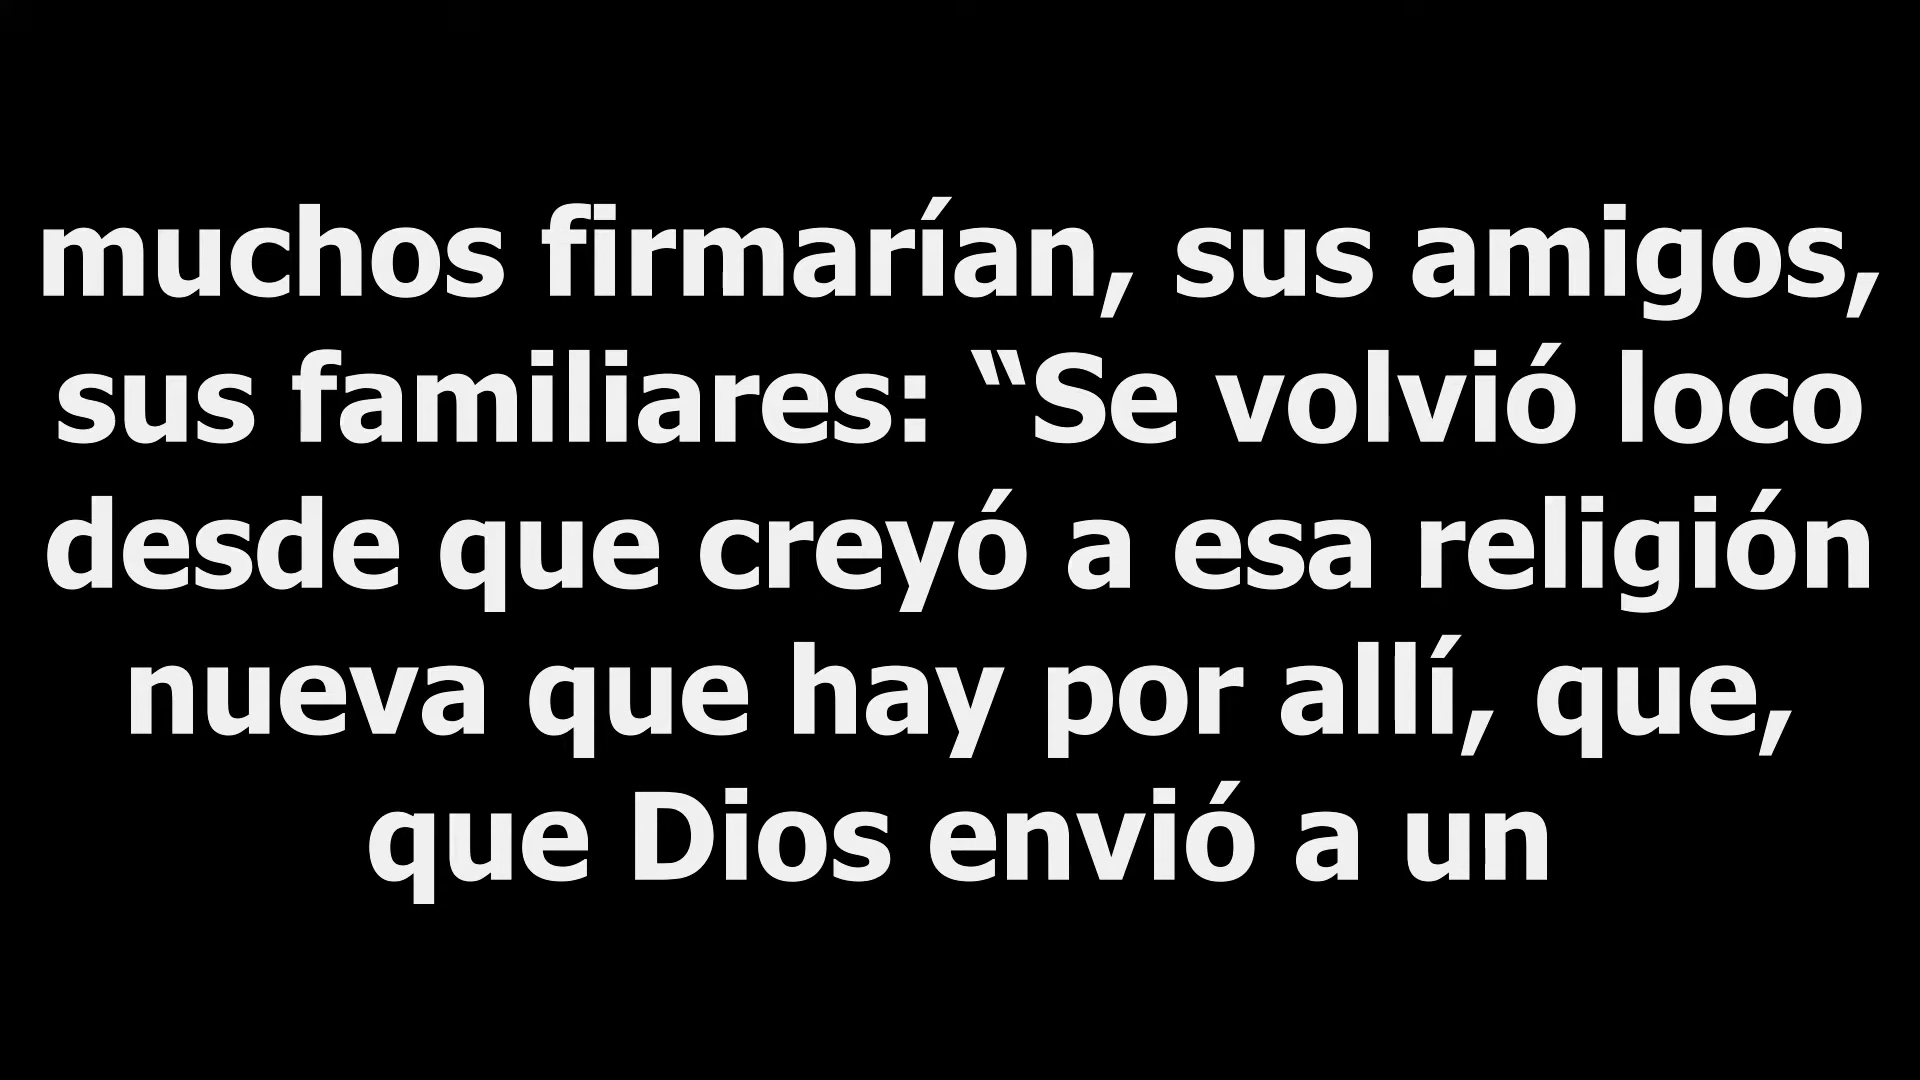 muchos firmarían, sus amigos,
sus familiares: “Se volvió loco
desde que creyó a esa religión
nueva que hay por allí, que,
que Dios envió a un